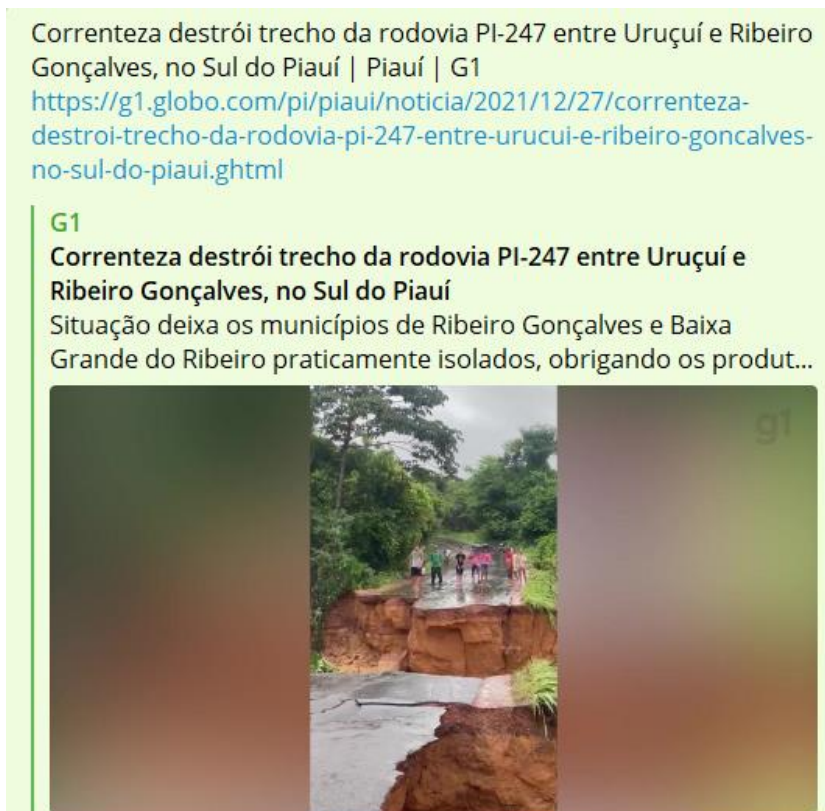 Correnteza destrói trecho da rodovia PI-247 entre Uruçuí e Ribeiro
Gonçalves, no Sul do Piauí | Piauí | G1
https://g1.globo.com/pi/piaui/noticia/2021/12/27/correnteza-
destroi-trecho-da-rodovia-pi-247-entre-urucui-e-ribeiro-goncalves-
no-sul-do-piaui.ghtml
G1
Correnteza destrói trecho da rodovia PI-247 entre Uruçuí e
Ribeiro Gonçalves, no Sul do Piauí
Situação deixa os municípios de Ribeiro Gonçalves e Baixa
Grande do Ribeiro praticamente isolados, obrigando os produt...
g1